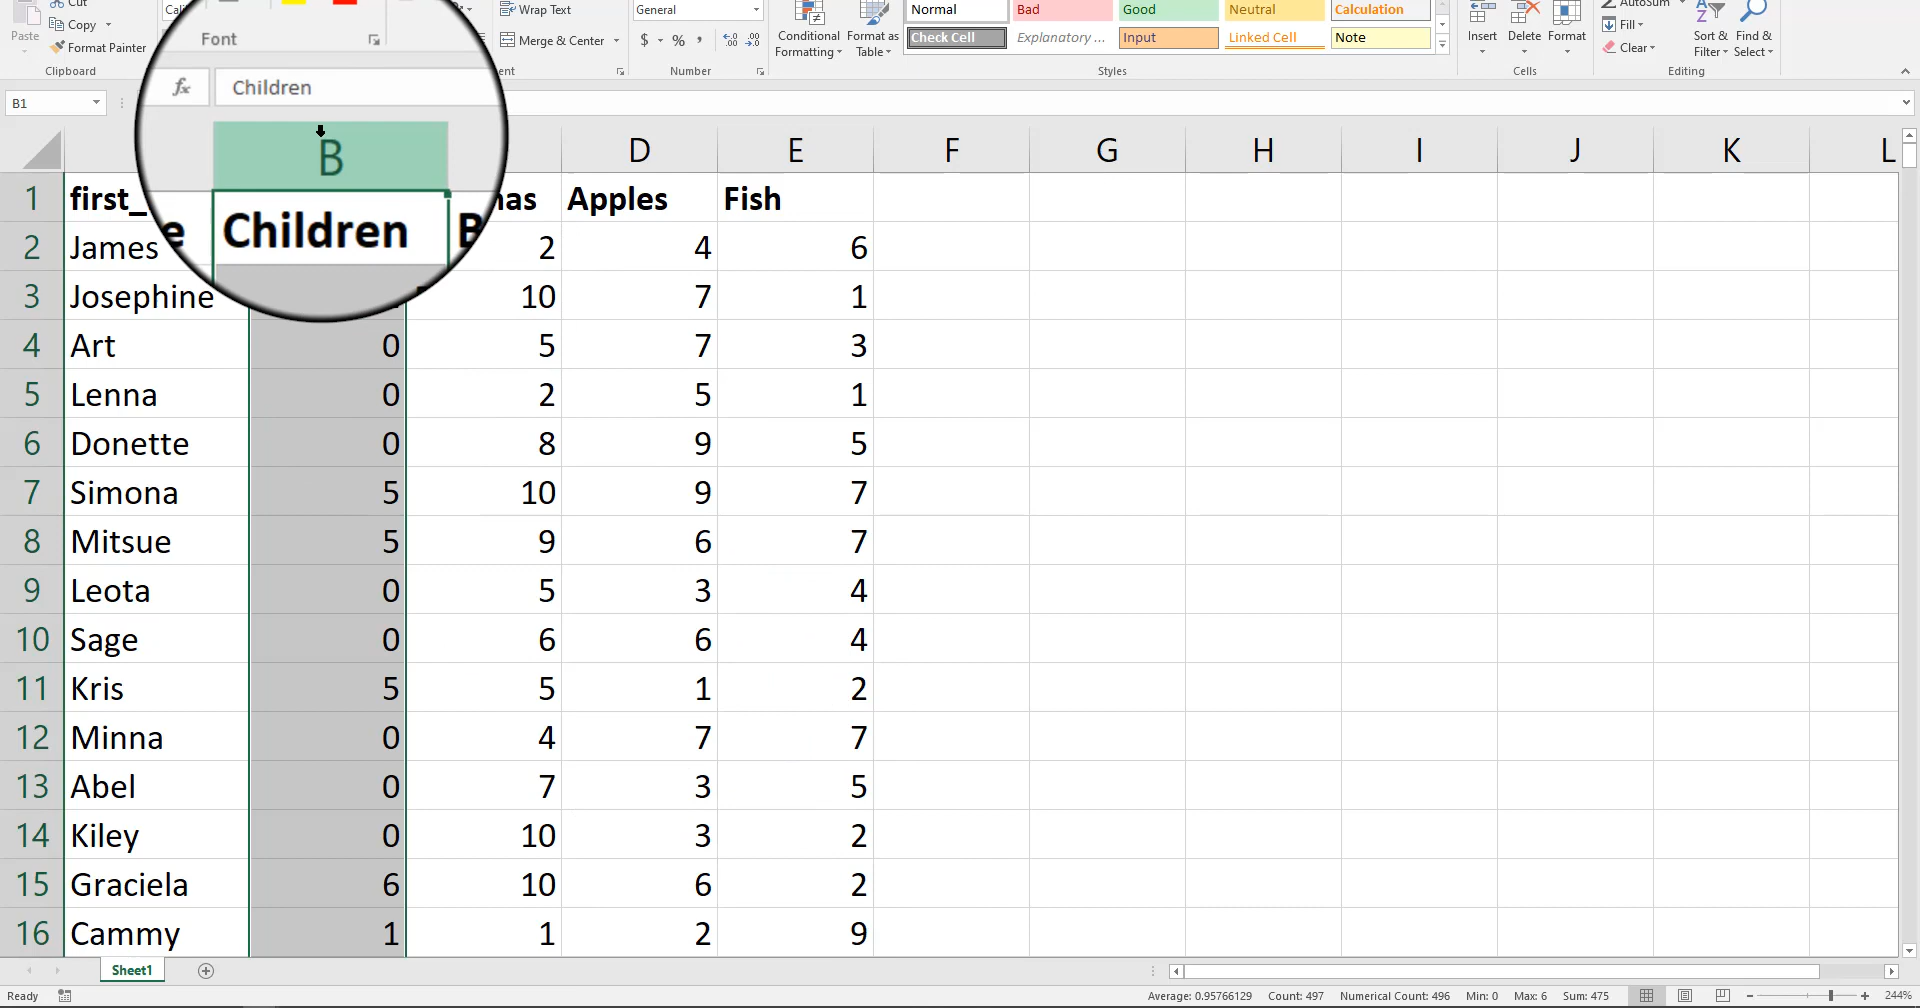 Cut
Copy
Paste
Format Painter
Clipboard
Font
Wrap Text
Merge & Center
General
$ % ,
Number
Conditional Formatting
Format as Table
Normal Bad Good Neutral Calculation
Check Cell Explanatory ... Input Linked Cell Note
Styles
Insert Delete Format
Cells
AutoSum
Fill
Clear
Sort & Filter
Find & Select
Editing
B1 fx Children
B D E F G H I J K L
1 first_ Children nas Apples Fish
2 James 2 4 6
3 Josephine 10 7 1
4 Art 0 5 7 3
5 Lenna 0 2 5 1
6 Donette 0 8 9 5
7 Simona 5 10 9 7
8 Mitsue 5 9 6 7
9 Leota 0 5 3 4
10 Sage 0 6 6 4
11 Kris 5 5 1 2
12 Minna 0 4 7 7
13 Abel 0 7 3 5
14 Kiley 0 10 3 2
15 Graciela 6 10 6 2
16 Cammy 1 1 2 9
Sheet1
Ready Average: 0.95766129 Count: 497 Numerical Count: 496 Min: 0 Max: 6 Sum: 475 244%